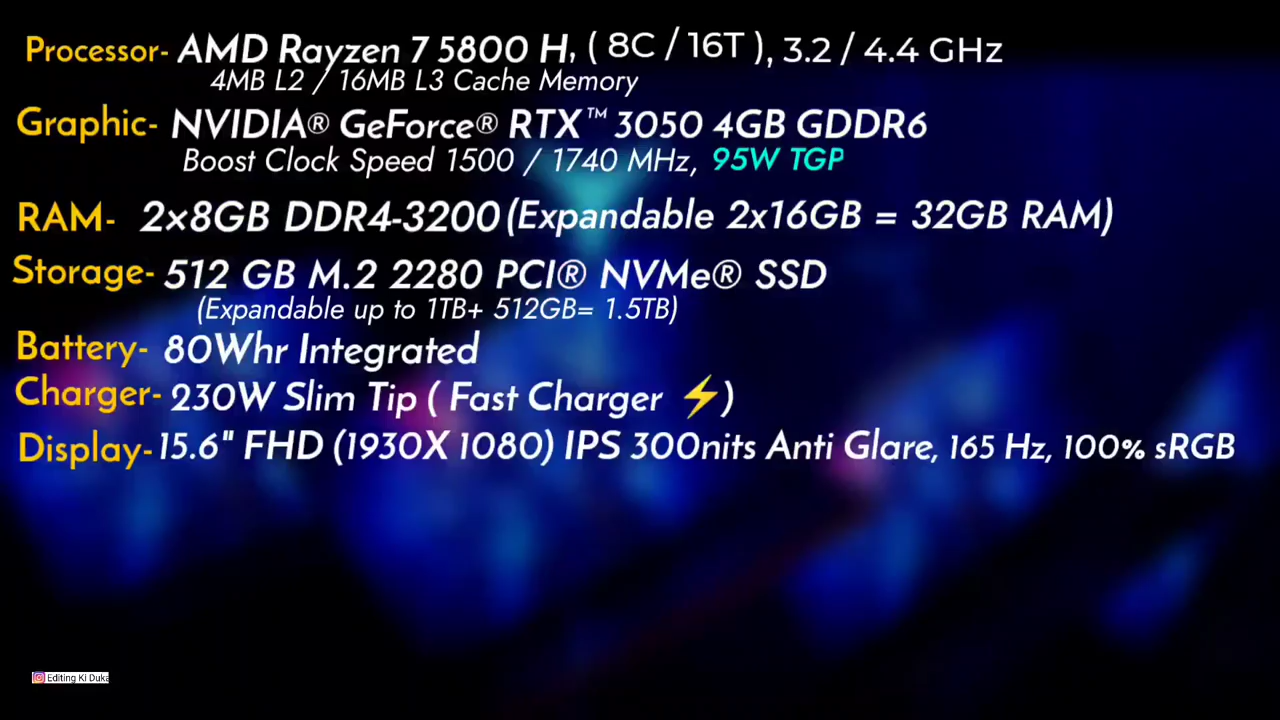 Processor- AMD Rayzen 7 5800 H, ( 8C / 16T ), 3.2 / 4.4 GHz
4MB L2 / 16MB L3 Cache Memory
Graphic- NVIDIA® GeForce® RTX™ 3050 4GB GDDR6
Boost Clock Speed 1500 / 1740 MHz, 95W TGP
RAM- 2x8GB DDR4-3200 (Expandable 2x16GB = 32GB RAM)
Storage- 512 GB M.2 2280 PCI® NVMe® SSD
(Expandable up to 1TB+ 512GB= 1.5TB)
Battery- 80Whr Integrated
Charger- 230W Slim Tip ( Fast Charger ⚡)
Display- 15.6" FHD (1930X 1080) IPS 300nits Anti Glare, 165 Hz, 100% sRGB
Editing Ki Duka